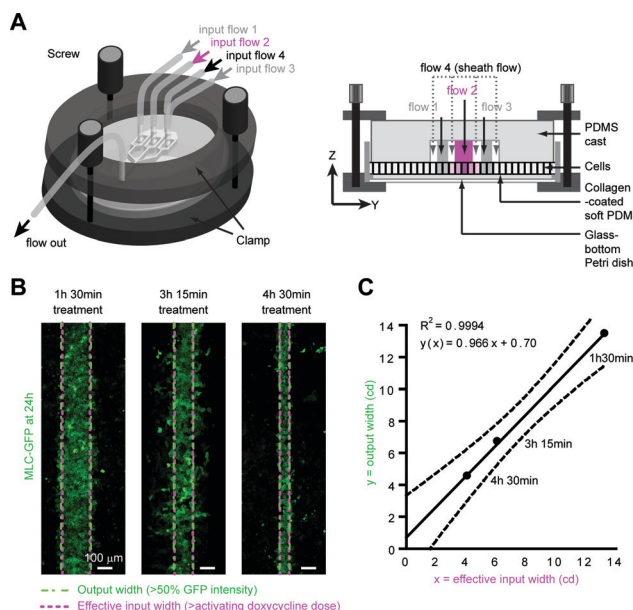 A
input flow 1
input flow 2
input flow 4
input flow 3
Screw
flow out
Clamp
flow 4 (sheath flow)
flow 2
flow 1
flow 3
Z
Y
PDMS
cast
Cells
Collagen
-coated
soft PDM
Glass-
bottom
Petri dish
B
1h 30min
treatment
3h 15min
treatment
4h 30min
treatment
MLC-GFP at 24h
100 µm
Output width (>50% GFP intensity)
Effective input width (>activating doxycycline dose)
C
R² = 0.9994
y(x) = 0.966 x + 0.70
y = output width (cd)
14
12
10
8
6
4
2
0
1h30min
3h 15min
4h 30min
0 2 4 6 8 10 12 14
x = effective input width (cd)